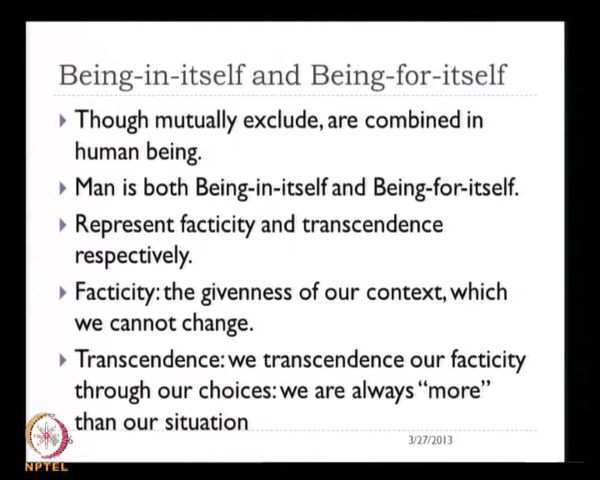 Being-in-itself and Being-for-itself
Though mutually exclude, are combined in
human being.
Man is both Being-in-itself and Being-for-itself.
Represent facticity and transcendence
respectively.
Facticity: the givenness of our context, which
we cannot change.
Transcendence: we transcendence our facticity
through our choices: we are always “more”
than our situation
3/27/2013
NPTEL